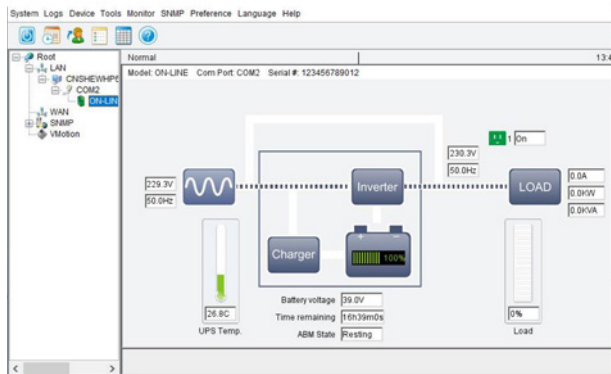 System Logs Device Tools Monitor SNMP Preference Language Help
Root
LAN
CNSHEWHP
COM2
ON-LIN
WAN
SNMP
VMotion
Normal
13:4
Model: ON-LINE Com Port: COM2 Serial #: 123456789012
1 On
230.3V
50.0Hz
229.3V
50.0Hz
Inverter
LOAD
0.0A
0.0KW
0.0KVA
Charger
+ −
100%
26.8C
UPS Temp.
Battery voltage 39.0V
Time remaining 16h39m0s
ABM State Resting
0%
Load